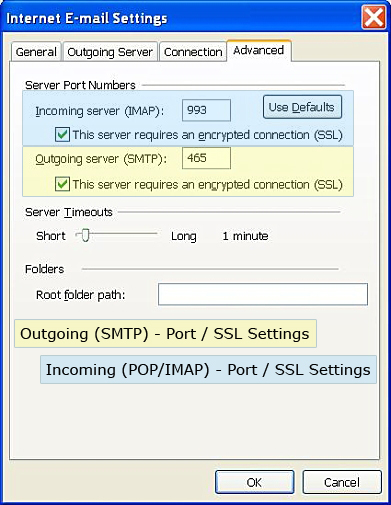 Internet E-mail Settings
General Outgoing Server Connection Advanced
Server Port Numbers
Incoming server (IMAP): 993 Use Defaults
This server requires an encrypted connection (SSL)
Outgoing server (SMTP): 465
This server requires an encrypted connection (SSL)
Server Timeouts
Short Long 1 minute
Folders
Root folder path:
Outgoing (SMTP) - Port / SSL Settings
Incoming (POP/IMAP) - Port / SSL Settings
OK Cancel